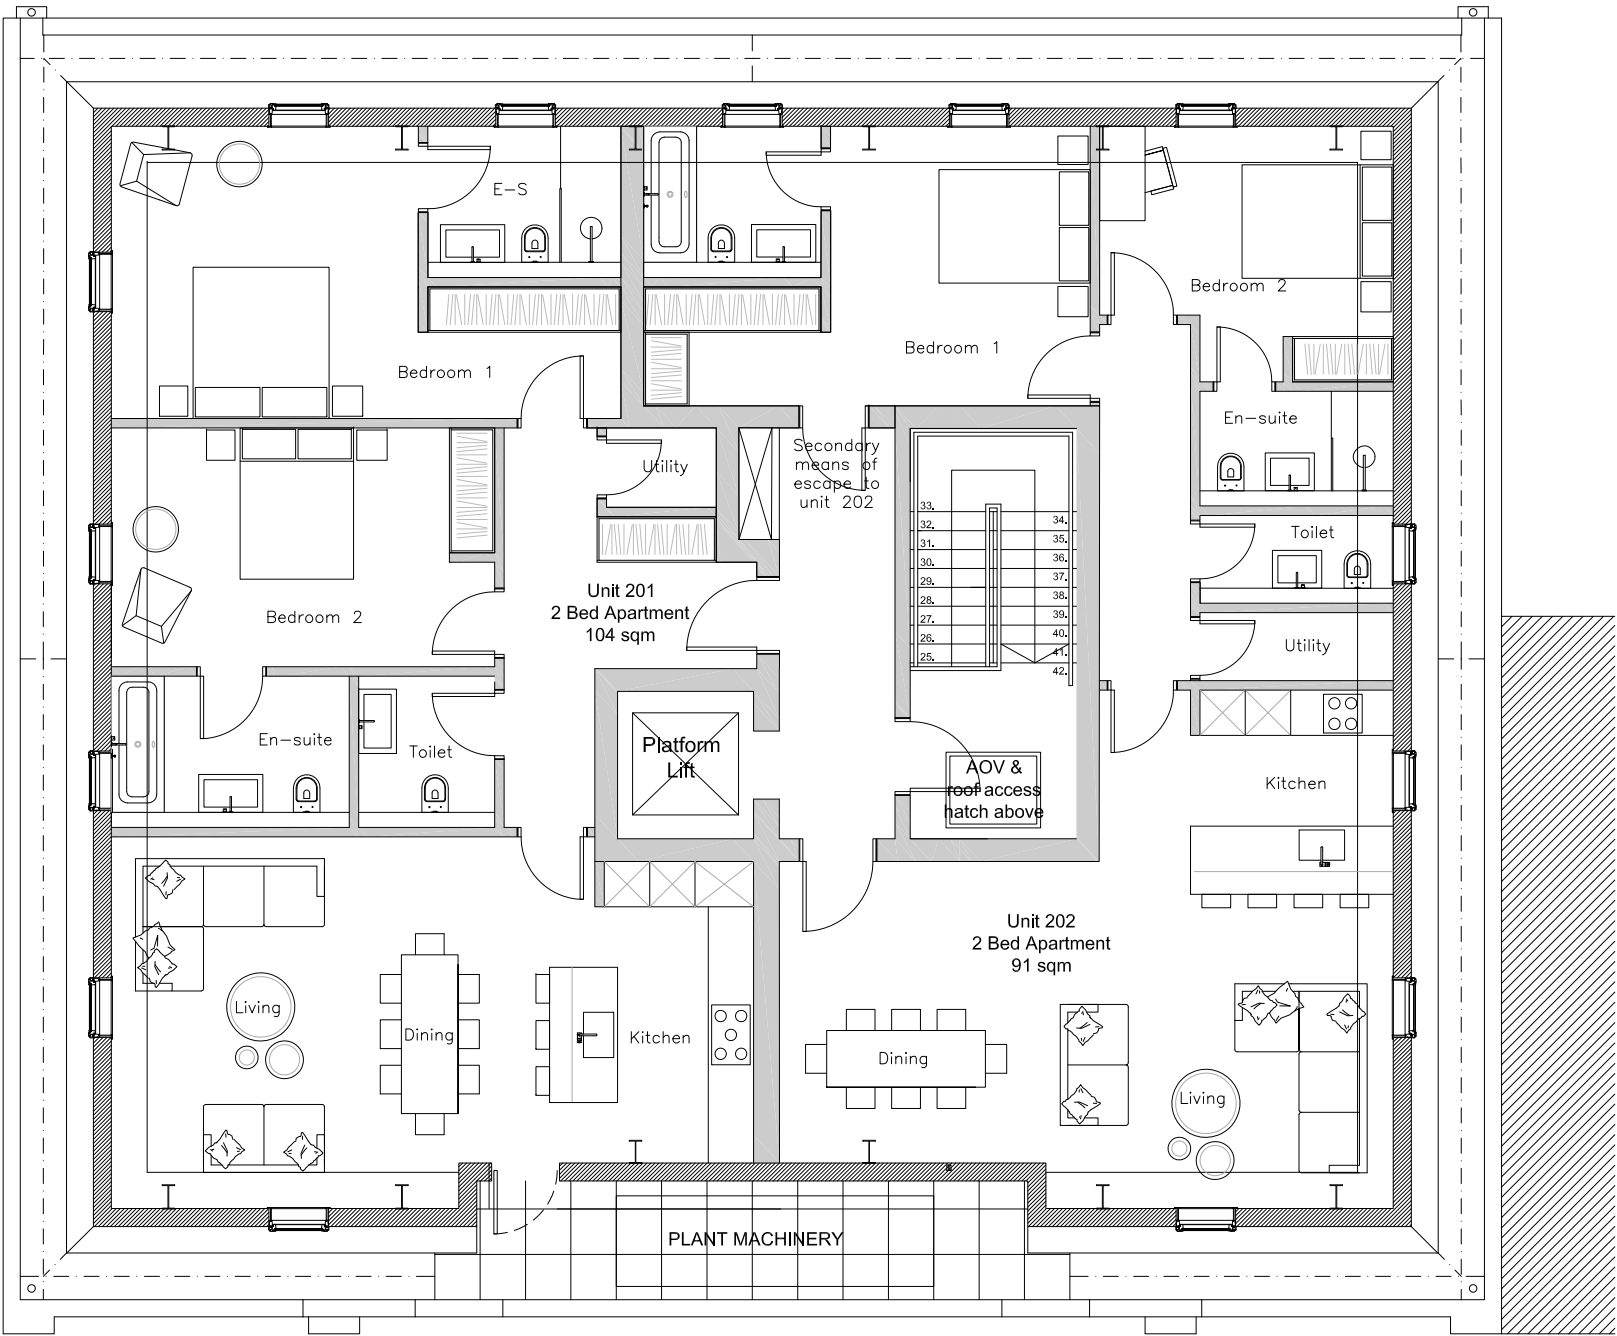 E-S
Bedroom 2
Bedroom 1
Bedroom 1
En-suite
Secondary
means of
escape to
unit 202
Utility
33.
32.
31.
30.
29.
28.
27.
26.
25.
34.
35.
36.
37.
38.
39.
40.
41.
42.
Toilet
Unit 201
2 Bed Apartment
104 sqm
Bedroom 2
Utility
En-suite
Toilet
Platform
Lift
AOV &
roof access
hatch above
Kitchen
Unit 202
2 Bed Apartment
91 sqm
Living
Dining
Kitchen
Dining
Living
PLANT MACHINERY